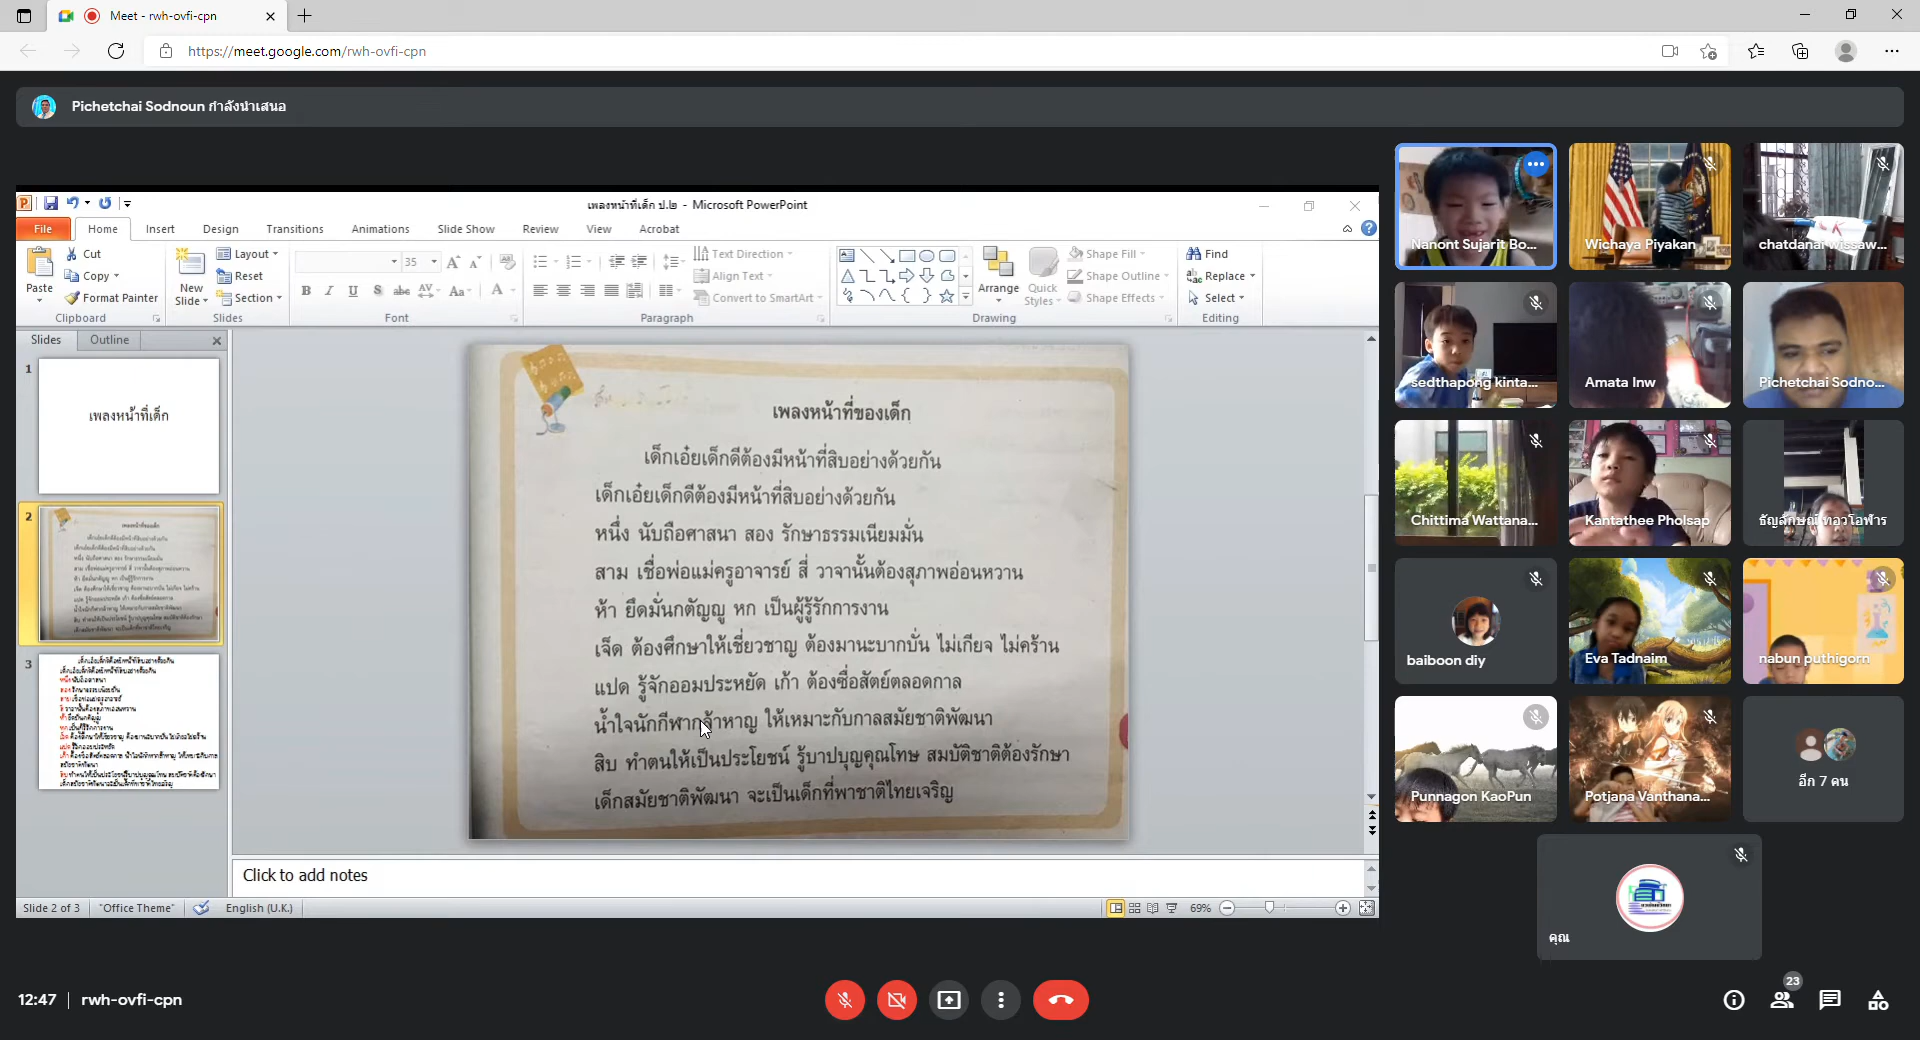 Meet - rwh-ovfi-cpn
https://meet.google.com/rwh-ovfi-cpn
Pichetchai Sodnoun กำลังนำเสนอ
เพลงหน้าที่เด็ก ป.๒ - Microsoft PowerPoint
File Home Insert Design Transitions Animations Slide Show Review View Acrobat
Paste
Cut
Copy
Format Painter
Clipboard
New Slide
Layout
Reset
Section
Slides
35
Font
Text Direction
Align Text
Convert to SmartArt
Paragraph
Arrange
Quick Styles
Shape Fill
Shape Outline
Shape Effects
Drawing
Find
Replace
Select
Editing
Slides Outline
1
เพลงหน้าที่เด็ก
2
3
เพลงหน้าที่ของเด็ก
เด็กเอ๋ยเด็กดีต้องมีหน้าที่สิบอย่างด้วยกัน
เด็กเอ๋ยเด็กดีต้องมีหน้าที่สิบอย่างด้วยกัน
หนึ่ง นับถือศาสนา สอง รักษาธรรมเนียมมั่น
สาม เชื่อพ่อแม่ครูอาจารย์ สี่ วาจานั้นต้องสุภาพอ่อนหวาน
ห้า ยึดมั่นกตัญญู หก เป็นผู้รู้รักการงาน
เจ็ด ต้องศึกษาให้เชี่ยวชาญ ต้องมานะบากบั่น ไม่เกียจ ไม่คร้าน
แปด รู้จักออมประหยัด เก้า ต้องซื่อสัตย์ตลอดกาล
น้ำใจนักกีฬากล้าหาญ ให้เหมาะกับกาลสมัยชาติพัฒนา
สิบ ทำตนให้เป็นประโยชน์ รู้บาปบุญคุณโทษ สมบัติชาติต้องรักษา
เด็กสมัยชาติพัฒนา จะเป็นเด็กที่พาชาติไทยเจริญ
Click to add notes
Slide 2 of 3 "Office Theme" English (U.K.) 69%
Nanont Sujarit Bo...
Wichaya Piyakan
chatdanai wissaw...
sedthapong kinta...
Amata Inw
Pichetchai Sodno...
Chittima Wattana...
Kantathee Pholsap
ธัญลักษณ์ ทอวโอฬาร
baiboon diy
Eva Tadnaim
nabun puthigorn
Punnagon KaoPun
Potjana Vanthana...
อีก 7 คน
คุณ
12:47 rwh-ovfi-cpn
23